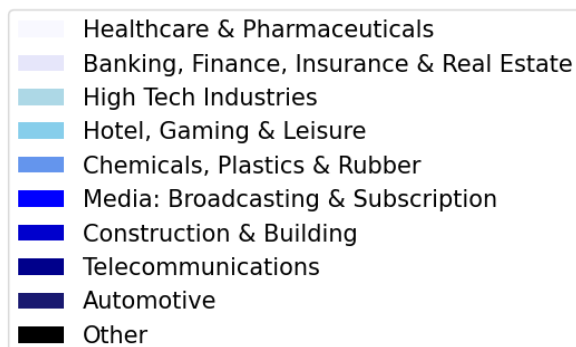 Healthcare & Pharmaceuticals
Banking, Finance, Insurance & Real Estate
High Tech Industries
Hotel, Gaming & Leisure
Chemicals, Plastics & Rubber
Media: Broadcasting & Subscription
Construction & Building
Telecommunications
Automotive
Other